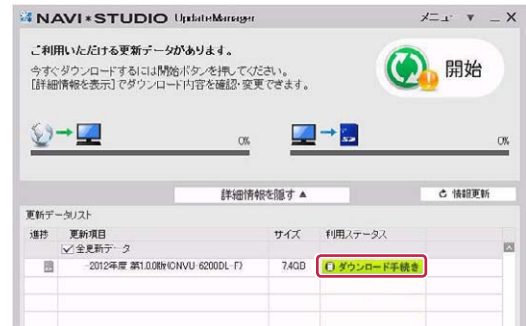 NAVI*STUDIO UpdateManager メニュー ▼ _ X
ご利用いただける更新データがあります。
今すぐダウンロードするには開始ボタンを押してください。
[詳細情報を表示]でダウンロード内容を確認・変更できます。
開始
0%
0%
詳細情報を隠す ▲
情報更新
更新データリスト
進捗 更新項目 サイズ 利用ステータス
全更新データ
2012年度 第1.0.0版 7.4GB ダウンロード手続き